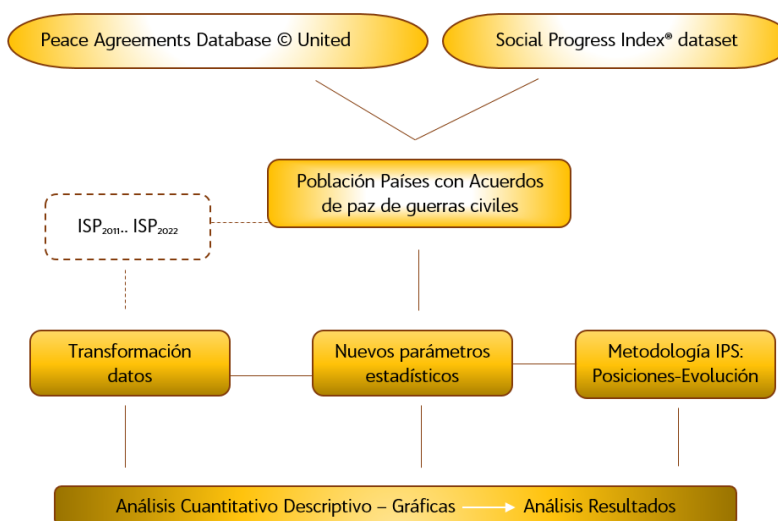 Peace Agreements Database © United
Social Progress Index® dataset
Población Países con Acuerdos
de paz de guerras civiles
ISP₂₀₁₁.. ISP₂₀₂₂
Transformación
datos
Nuevos parámetros
estadísticos
Metodología IPS:
Posiciones-Evolución
Análisis Cuantitativo Descriptivo – Gráficas → Análisis Resultados